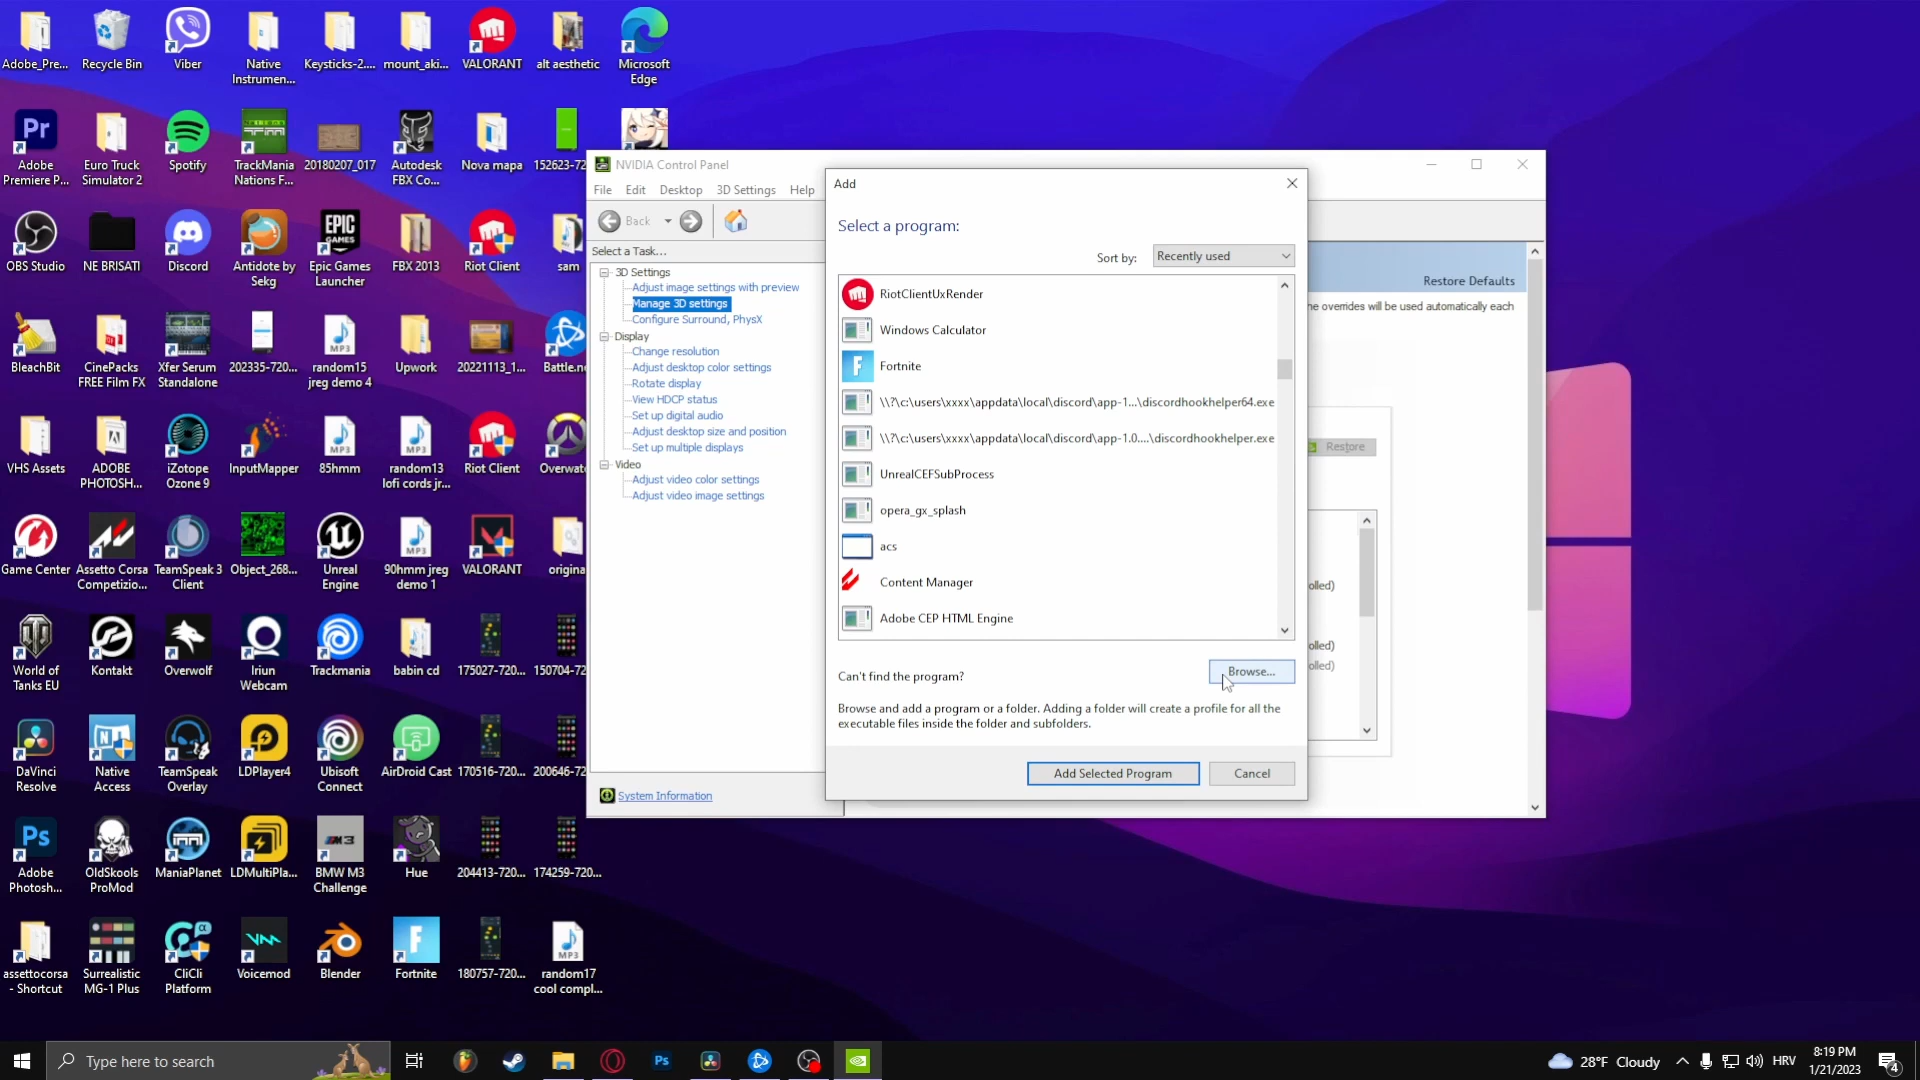 Adobe_Pre...
Recycle Bin
Viber
Native
Instrumen...
Keysticks-2....
mount_aki...
VALORANT
alt aesthetic
Microsoft
Edge
Adobe
Premiere P...
Euro Truck
Simulator 2
Spotify
TrackMania
Nations F...
20180207_017
Autodesk
FBX Co...
Nova mapa
152623-72
OBS Studio
NE BRISATI
Discord
Antidote by
Sekg
Epic Games
Launcher
FBX 2013
Riot Client
sam
BleachBit
CinePacks
FREE Film FX
Xfer Serum
Standalone
202335-720...
random15
jreg demo 4
Upwork
20221113_1...
Battle.ne
VHS Assets
ADOBE
PHOTOSH...
iZotope
Ozone 9
InputMapper
85hmm
random13
lofi cords jr...
Riot Client
Overwatc
Game Center
Assetto Corsa
Competizio...
TeamSpeak 3
Client
Object_268...
Unreal
Engine
90hmm jreg
demo 1
VALORANT
origina
World of
Tanks EU
Kontakt
Overwolf
Iriun
Webcam
Trackmania
babin cd
175027-720...
150704-72
DaVinci
Resolve
Native
Access
TeamSpeak
Overlay
LDPlayer4
Ubisoft
Connect
AirDroid Cast
170516-720...
200646-72
Adobe
Photosh...
OldSkools
ProMod
ManiaPlanet
LDMultiPla...
BMW M3
Challenge
Hue
204413-720...
174259-720...
assettocorsa
- Shortcut
Surrealistic
MG-1 Plus
CliCli
Platform
Voicemod
Blender
Fortnite
180757-720...
random17
cool compl...
NVIDIA Control Panel
File Edit Desktop 3D Settings Help
Back
Select a Task...
3D Settings
Adjust image settings with preview
Manage 3D settings
Configure Surround, PhysX
Display
Change resolution
Adjust desktop color settings
Rotate display
View HDCP status
Set up digital audio
Adjust desktop size and position
Set up multiple displays
Video
Adjust video color settings
Adjust video image settings
System Information
Add
Select a program:
Sort by:
Recently used
RiotClientUxRender
Windows Calculator
Fortnite
\\?\c:\users\xxxx\appdata\local\discord\app-1...\discordhookhelper64.exe
\\?\c:\users\xxxx\appdata\local\discord\app-1.0....\discordhookhelper.exe
UnrealCEFSubProcess
opera_gx_splash
acs
Content Manager
Adobe CEP HTML Engine
Can't find the program?
Browse...
Browse and add a program or a folder. Adding a folder will create a profile for all the
executable files inside the folder and subfolders.
Add Selected Program
Cancel
Restore Defaults
he overrides will be used automatically each
Restore
olled)
olled)
olled)
Type here to search
28°F Cloudy
HRV
8:19 PM
1/21/2023
4